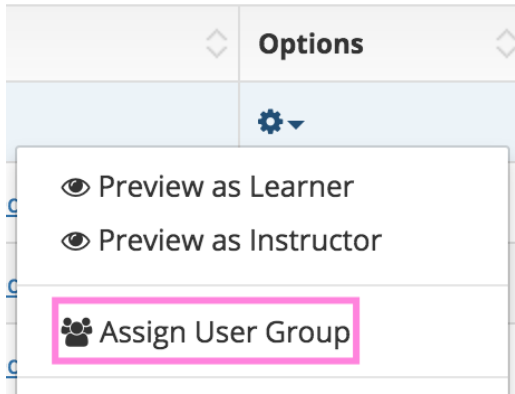 Options
Preview as Learner
Preview as Instructor
Assign User Group